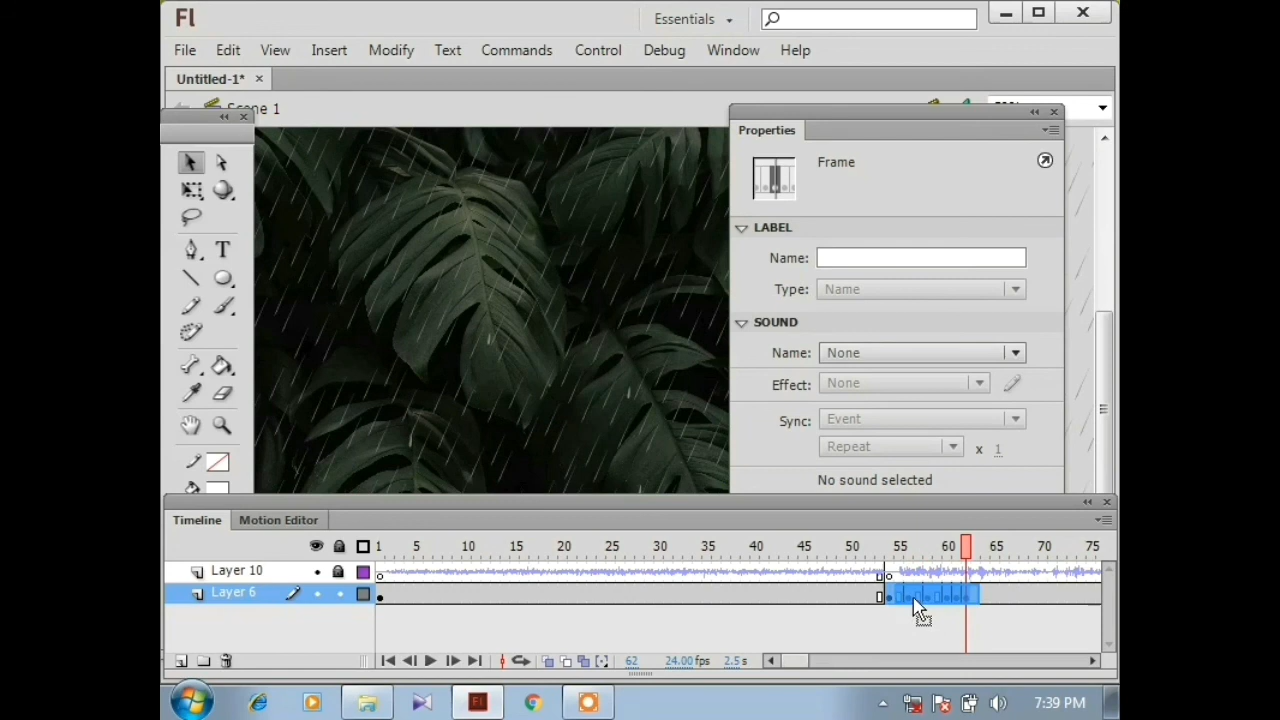 Fl
Essentials
File Edit View Insert Modify Text Commands Control Debug Window Help
Untitled-1* ×
Scene 1
Properties
Frame
LABEL
Name:
Type: Name
SOUND
Name: None
Effect: None
Sync: Event
Repeat x 1
No sound selected
T
Timeline Motion Editor
1 5 10 15 20 25 30 35 40 45 50 55 60 65 70 75
Layer 10
Layer 6
62 24.00 fps 2.5 s
Fl
7:39 PM